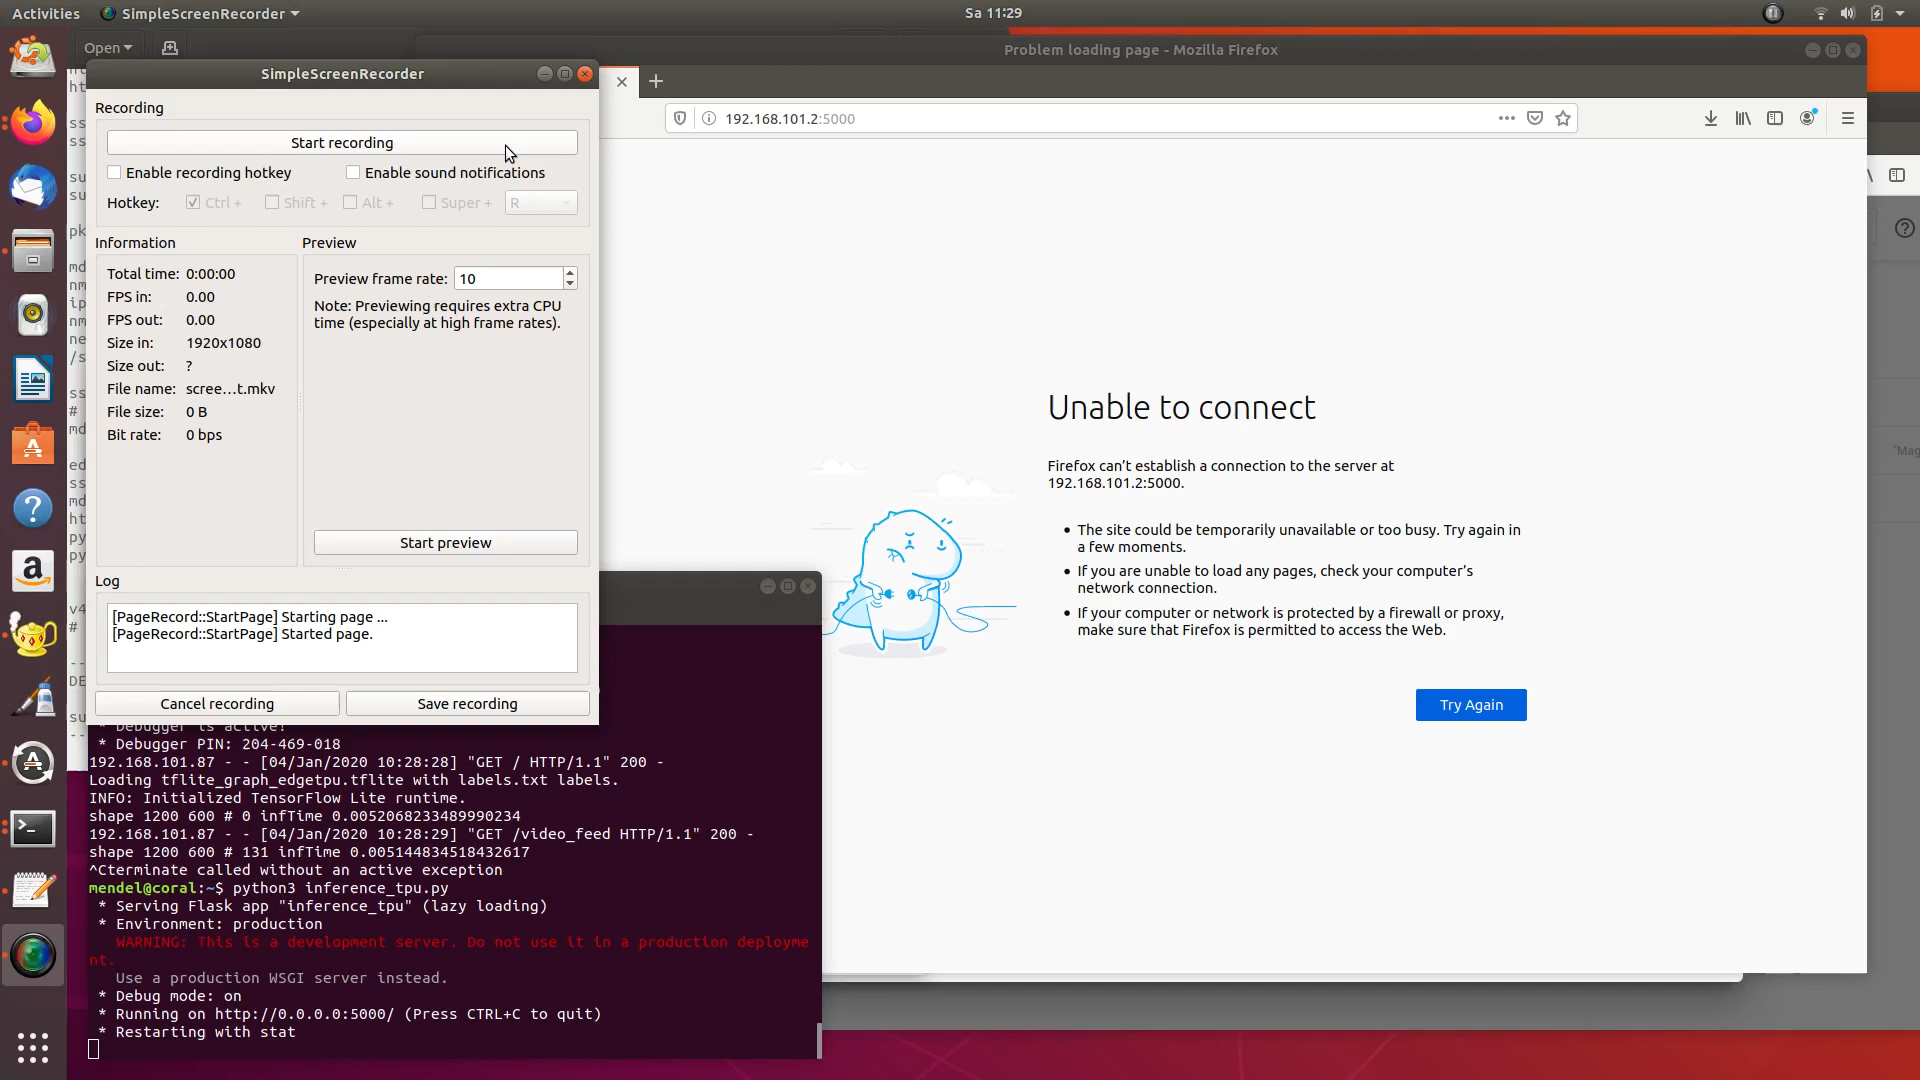 Activities
SimpleScreenRecorder
Sa 11:29
Open
Problem loading page - Mozilla Firefox
SimpleScreenRecorder
Recording
192.168.101.2:5000
Start recording
Enable recording hotkey
Enable sound notifications
Hotkey:
Ctrl +
Shift +
Alt +
Super +
R
Information
Preview
Total time: 0:00:00
FPS in: 0.00
FPS out: 0.00
Size in: 1920x1080
Size out: ?
File name: scree…t.mkv
File size: 0 B
Bit rate: 0 bps
Preview frame rate: 10
Note: Previewing requires extra CPU
time (especially at high frame rates).
Start preview
Log
[PageRecord::StartPage] Starting page ...
[PageRecord::StartPage] Started page.
Cancel recording
Save recording
Unable to connect
Firefox can’t establish a connection to the server at
192.168.101.2:5000.
• The site could be temporarily unavailable or too busy. Try again in
a few moments.
• If you are unable to load any pages, check your computer’s
network connection.
• If your computer or network is protected by a firewall or proxy,
make sure that Firefox is permitted to access the Web.
Try Again
"Mag
* Debugger is active!
* Debugger PIN: 204-469-018
192.168.101.87 - - [04/Jan/2020 10:28:28] "GET / HTTP/1.1" 200 -
Loading tflite_graph_edgetpu.tflite with labels.txt labels.
INFO: Initialized TensorFlow Lite runtime.
shape 1200 600 # 0 infTime 0.0052068233489990234
192.168.101.87 - - [04/Jan/2020 10:28:29] "GET /video_feed HTTP/1.1" 200 -
shape 1200 600 # 131 infTime 0.005144834518432617
^Cterminate called without an active exception
mendel@coral:~$ python3 inference_tpu.py
* Serving Flask app "inference_tpu" (lazy loading)
* Environment: production
WARNING: This is a development server. Do not use it in a production deployme
nt.
Use a production WSGI server instead.
* Debug mode: on
* Running on http://0.0.0.0:5000/ (Press CTRL+C to quit)
* Restarting with stat